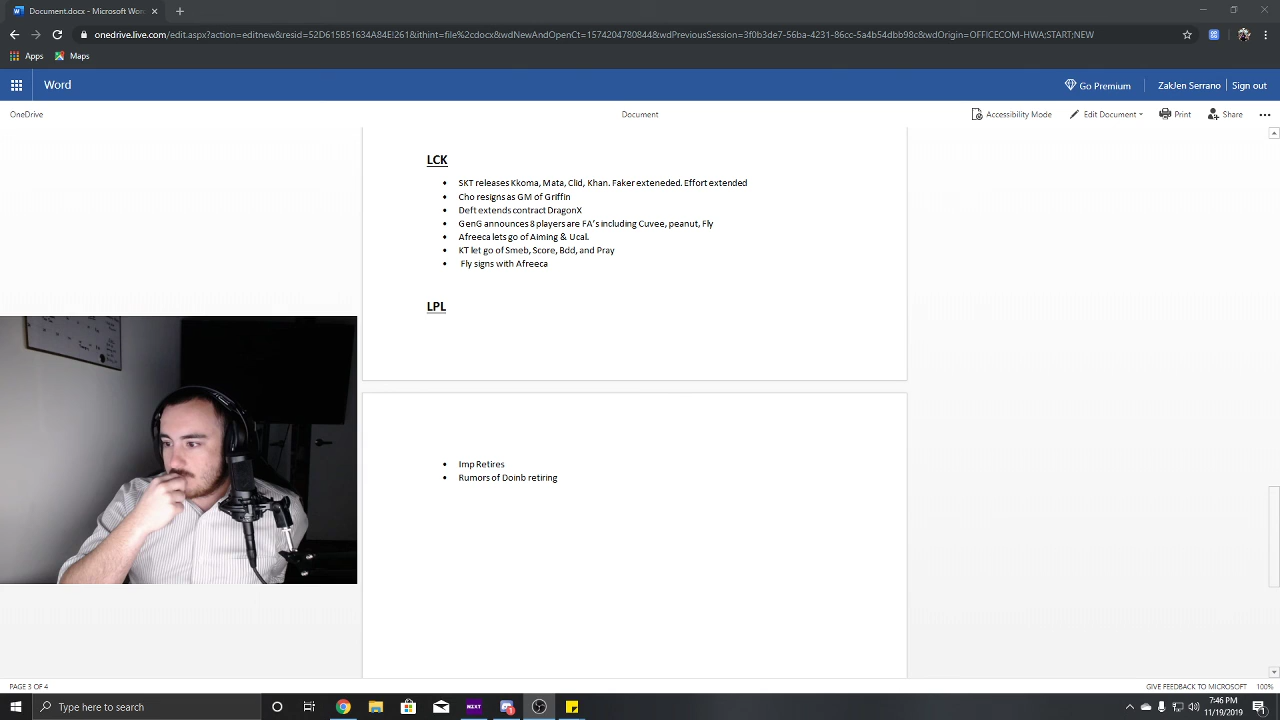 Document.docx - Microsoft Wor
onedrive.live.com/edit.aspx?action=editnew&resid=52D615B51634A84E!261&ithint=file%2cdocx&wdNewAndOpenCt=1574204780844&wdPreviousSession=3f0b3de7-56ba-4231-86cc-5a4b54dbb98c&wdOrigin=OFFICECOM-HWA;START;NEW
Apps Maps
Word Go Premium ZakJen Serrano Sign out
OneDrive Document Accessibility Mode Edit Document Print Share
LCK
• SKT releases Kkoma, Mata, Clid, Khan. Faker exteneded. Effort extended
• Cho resigns as GM of Griffin
• Deft extends contract DragonX
• GenG announces 8 players are FA's including Cuvee, peanut, Fly
• Afreeca lets go of Aiming & Ucal.
• KT let go of Smeb, Score, Bdd, and Pray
• Fly signs with Afreeca
LPL
• Imp Retires
• Rumors of Doinb retiring
PAGE 3 OF 4 GIVE FEEDBACK TO MICROSOFT 100%
Type here to search
7:46 PM
11/19/2019